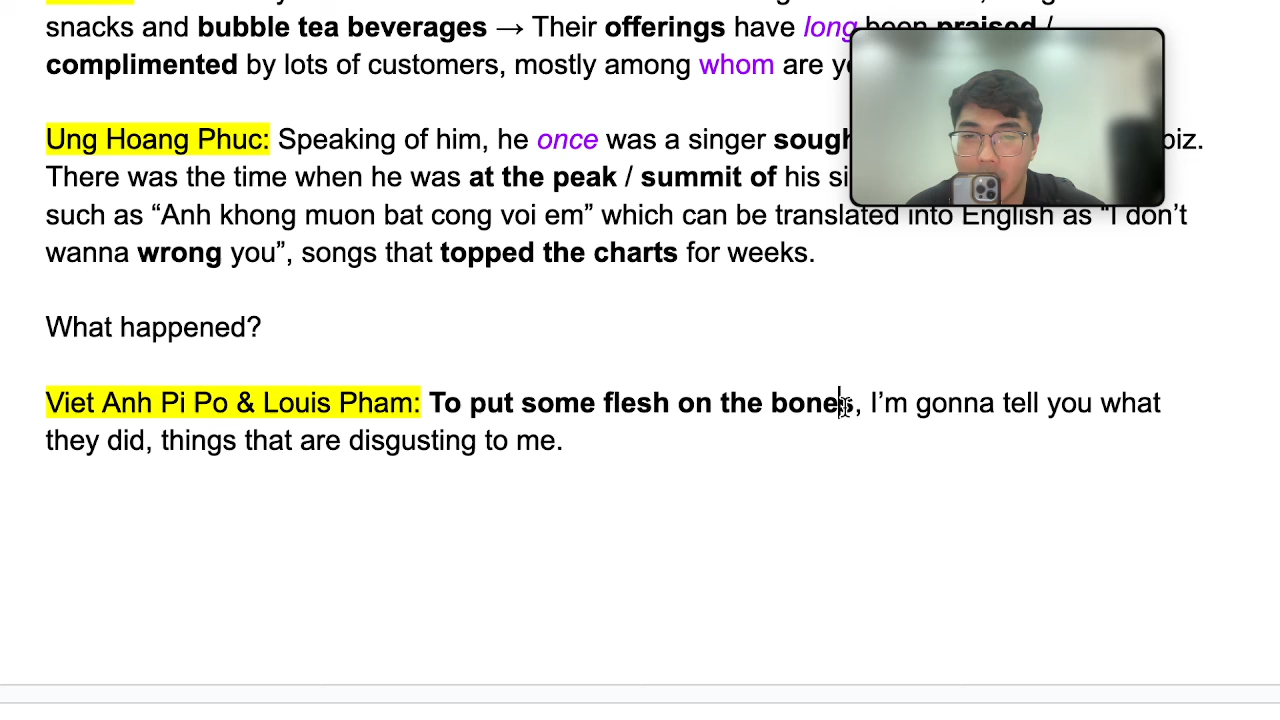 snacks and bubble tea beverages → Their offerings have long been praised /
complimented by lots of customers, mostly among whom are
Ung Hoang Phuc: Speaking of him, he once was a singer
There was the time when he was at the peak / summit of his
such as “Anh khong muon bat cong voi em” which can be translated into English as “I don’t
wanna wrong you”, songs that topped the charts for weeks.
What happened?
Viet Anh Pi Po & Louis Pham: To put some flesh on the bones, I’m gonna tell you what
they did, things that are disgusting to me.